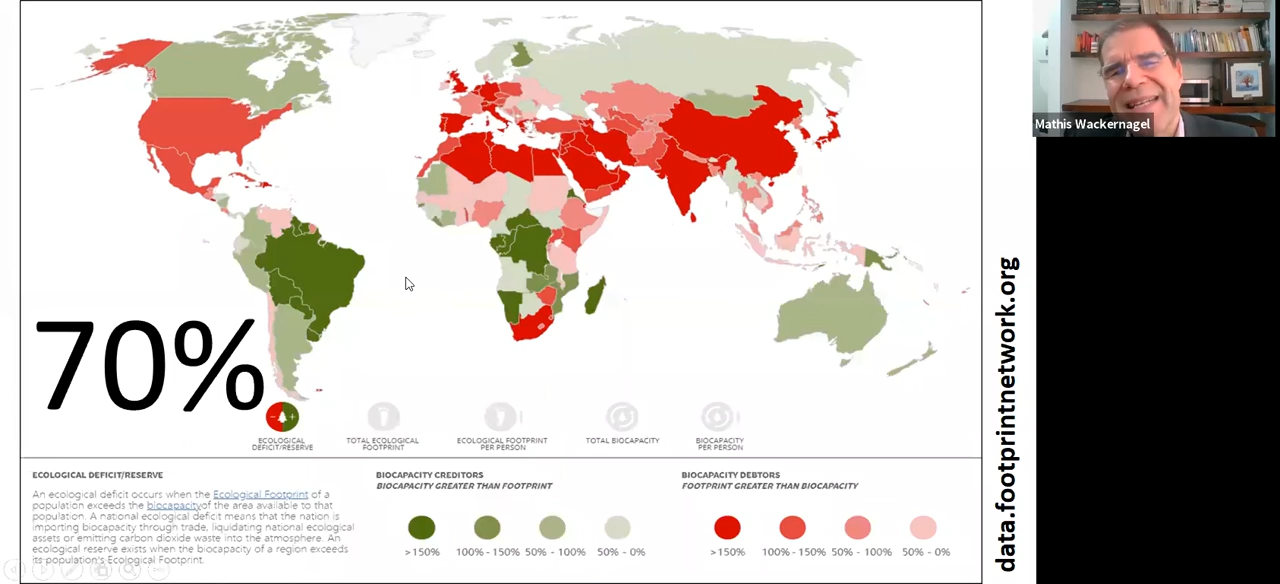 Mathis Wackernagel
data.footprintnetwork.org
70%
ECOLOGICAL
DEFICIT/RESERVE
TOTAL ECOLOGICAL
FOOTPRINT
ECOLOGICAL FOOTPRINT
PER PERSON
TOTAL BIOCAPACITY
BIOCAPACITY
PER PERSON
ECOLOGICAL DEFICIT/RESERVE
An ecological deficit occurs when the Ecological Footprint of a
population exceeds the biocapacityof the area available to that
population. A national ecological deficit means that the nation is
importing biocapacity through trade, liquidating national ecological
assets or emitting carbon dioxide waste into the atmosphere. An
ecological reserve exists when the biocapacity of a region exceeds
its population's Ecological Footprint.
BIOCAPACITY CREDITORS
BIOCAPACITY GREATER THAN FOOTPRINT
>150% 100% - 150% 50% - 100% 50% - 0%
BIOCAPACITY DEBTORS
FOOTPRINT GREATER THAN BIOCAPACITY
>150% 100% - 150% 50% - 100% 50% - 0%